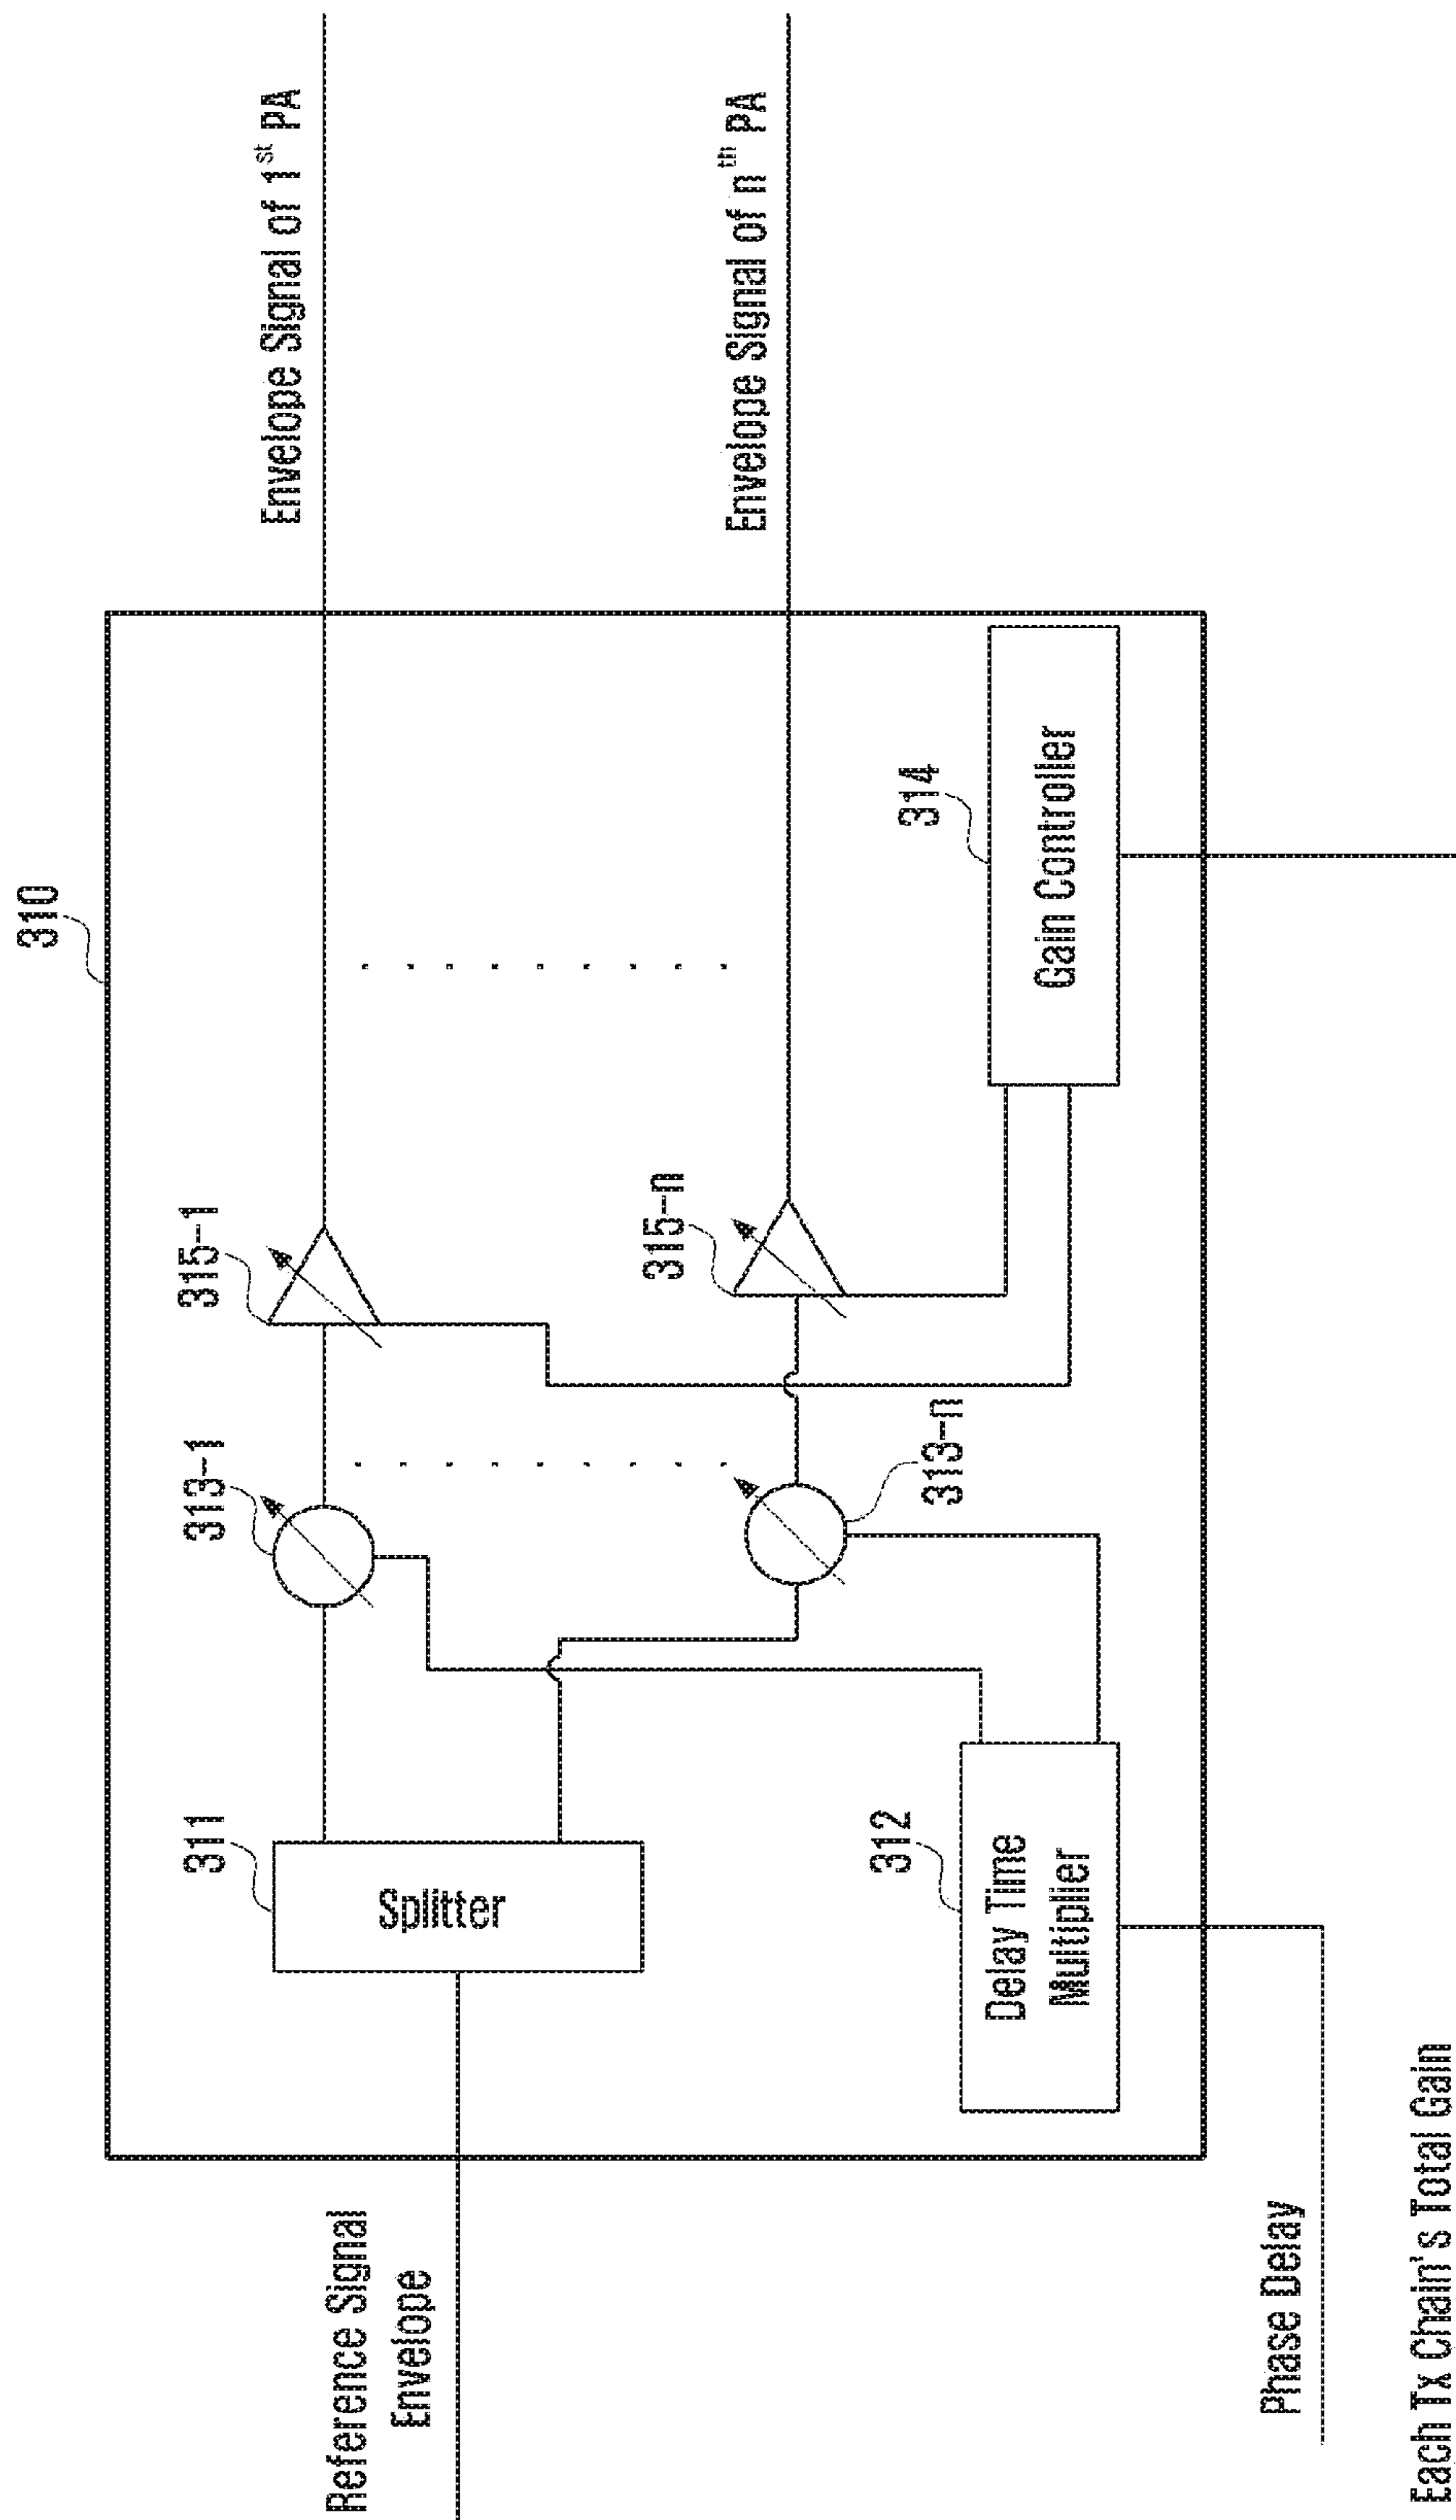 310
Reference Signal
Envelope
311
Splitter
313-1
315-1
Envelope Signal of 1st PA
313-n
315-n
Envelope Signal of nth PA
312
Delay Time
Multiplier
314
Gain Controller
Phase Delay
Each Tx Chain's Total Gain